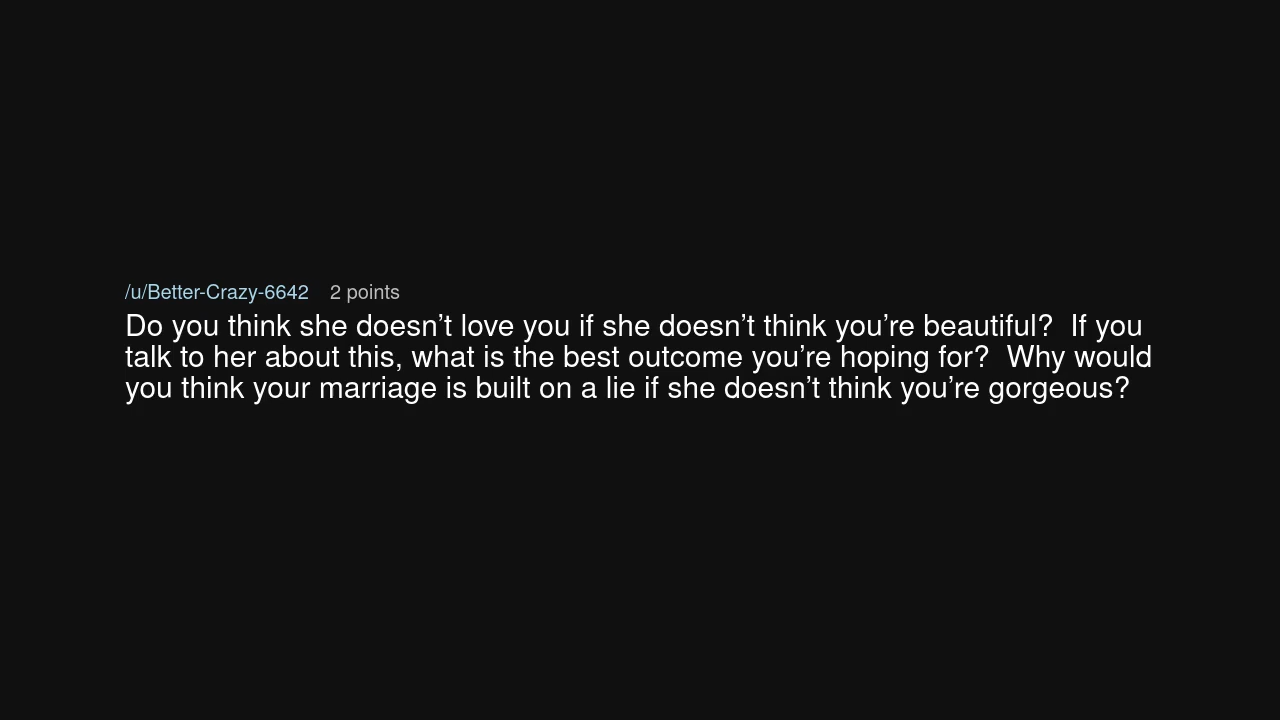 /u/Better-Crazy-6642 2 points
Do you think she doesn’t love you if she doesn’t think you’re beautiful?  If you
talk to her about this, what is the best outcome you’re hoping for?  Why would
you think your marriage is built on a lie if she doesn’t think you’re gorgeous?